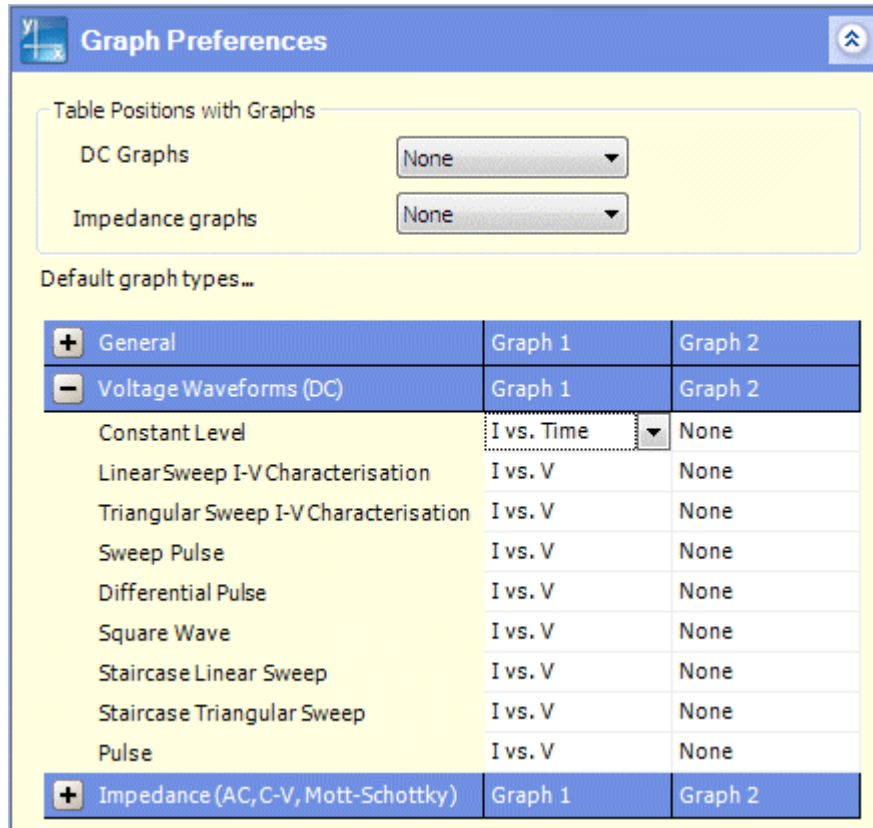 y x Graph Preferences
Table Positions with Graphs
DC Graphs None
Impedance graphs None
Default graph types...
+ General Graph 1 Graph 2
- Voltage Waveforms (DC) Graph 1 Graph 2
Constant Level I vs. Time None
Linear Sweep I-V Characterisation I vs. V None
Triangular Sweep I-V Characterisation I vs. V None
Sweep Pulse I vs. V None
Differential Pulse I vs. V None
Square Wave I vs. V None
Staircase Linear Sweep I vs. V None
Staircase Triangular Sweep I vs. V None
Pulse I vs. V None
+ Impedance (AC, C-V, Mott-Schottky) Graph 1 Graph 2